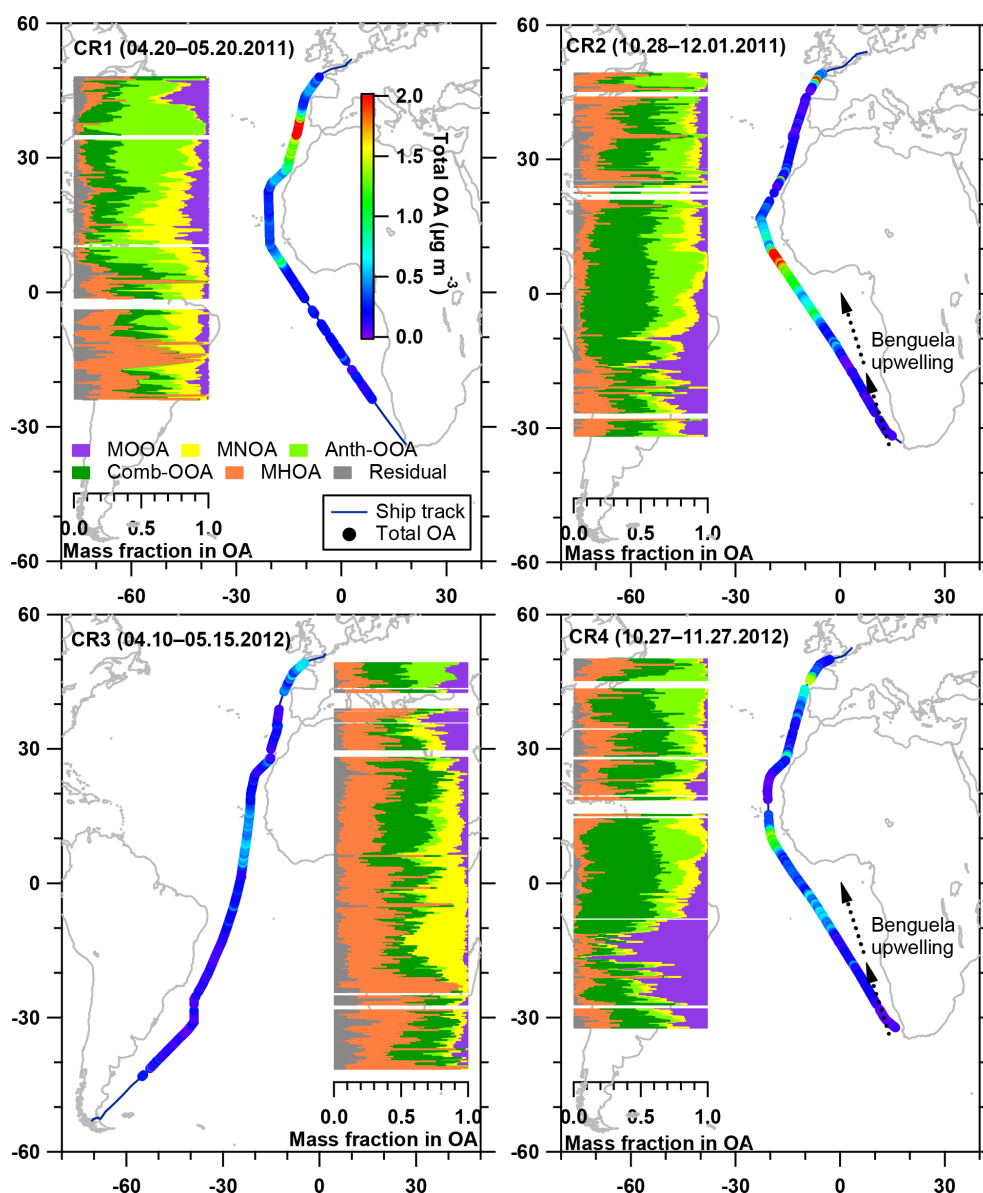 60
CR1 (04.20–05.20.2011)
30
0
-30
-60
2.0
1.5
1.0
0.5
0.0
Total OA (µg m-3)
MOOA MNOA Anth-OOA
Comb-OOA MHOA Residual
0.0 0.5 1.0
Mass fraction in OA
Ship track
Total OA
-60 -30 0
60
CR2 (10.28–12.01.2011)
30
0
-30
-60
Benguela
upwelling
0.0 0.5 1.0
Mass fraction in OA
-60 -30 0
60
CR3 (04.10–05.15.2012)
30
0
-30
-60
0.0 0.5 1.0
Mass fraction in OA
-60 -30 0
60
CR4 (10.27–11.27.2012)
30
0
-30
-60
Benguela
upwelling
0.0 0.5 1.0
Mass fraction in OA
-60 -30 0